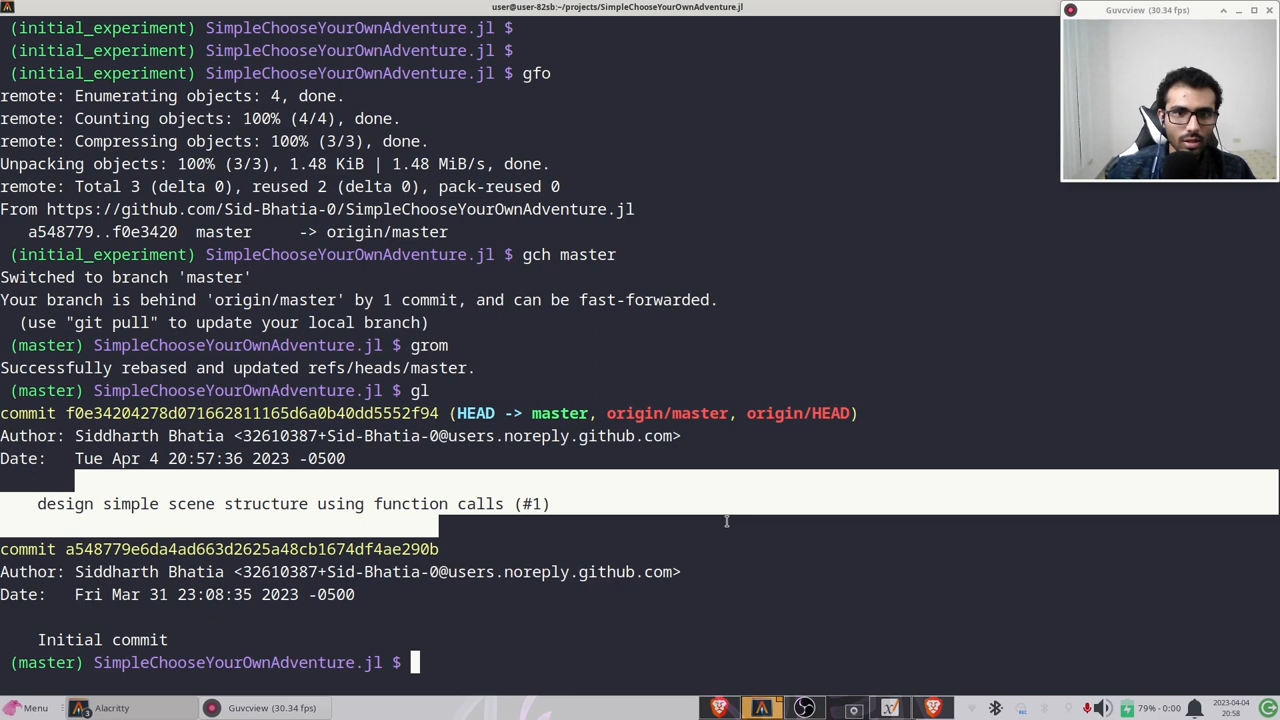 user@user-82sb:~/projects/SimpleChooseYourOwnAdventure.jl
Guvcview (30.34 fps)
(initial_experiment) SimpleChooseYourOwnAdventure.jl $
(initial_experiment) SimpleChooseYourOwnAdventure.jl $
(initial_experiment) SimpleChooseYourOwnAdventure.jl $ gfo
remote: Enumerating objects: 4, done.
remote: Counting objects: 100% (4/4), done.
remote: Compressing objects: 100% (3/3), done.
Unpacking objects: 100% (3/3), 1.48 KiB | 1.48 MiB/s, done.
remote: Total 3 (delta 0), reused 2 (delta 0), pack-reused 0
From https://github.com/Sid-Bhatia-0/SimpleChooseYourOwnAdventure.jl
a548779..f0e3420 master -> origin/master
(initial_experiment) SimpleChooseYourOwnAdventure.jl $ gch master
Switched to branch 'master'
Your branch is behind 'origin/master' by 1 commit, and can be fast-forwarded.
(use "git pull" to update your local branch)
(master) SimpleChooseYourOwnAdventure.jl $ grom
Successfully rebased and updated refs/heads/master.
(master) SimpleChooseYourOwnAdventure.jl $ gl
commit f0e34204278d071662811165d6a0b40dd5552f94 (HEAD -> master, origin/master, origin/HEAD)
Author: Siddharth Bhatia <32610387+Sid-Bhatia-0@users.noreply.github.com>
Date: Tue Apr 4 20:57:36 2023 -0500
design simple scene structure using function calls (#1)
commit a548779e6da4ad663d2625a48cb1674df4ae290b
Author: Siddharth Bhatia <32610387+Sid-Bhatia-0@users.noreply.github.com>
Date: Fri Mar 31 23:08:35 2023 -0500
Initial commit
(master) SimpleChooseYourOwnAdventure.jl $
Menu
3
Alacritty
Guvcview (30.34 fps)
79% - 0:00
2023-04-04
20:58